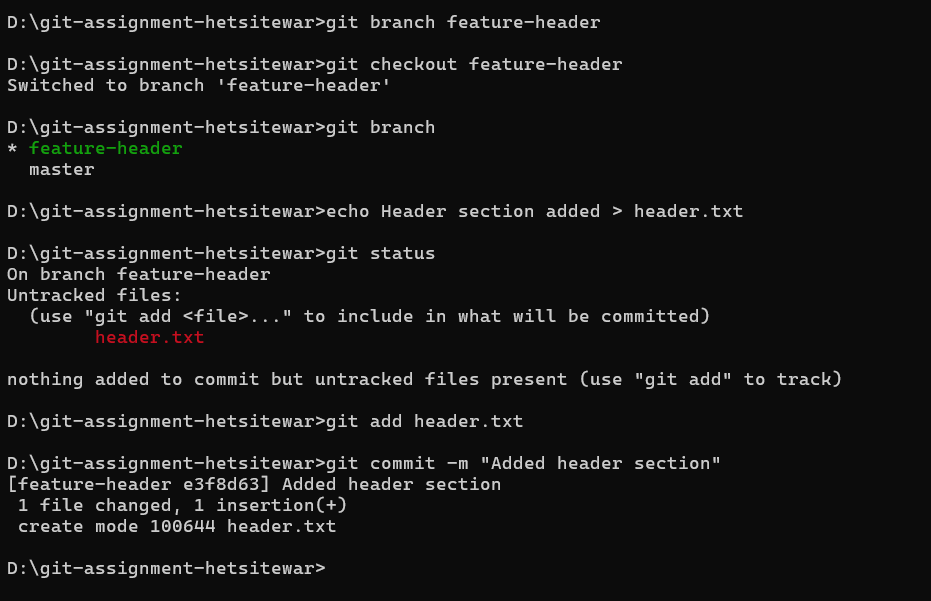 D:\git-assignment-hetsitewar>git branch feature-header
D:\git-assignment-hetsitewar>git checkout feature-header
Switched to branch 'feature-header'
D:\git-assignment-hetsitewar>git branch
* feature-header
  master
D:\git-assignment-hetsitewar>echo Header section added > header.txt
D:\git-assignment-hetsitewar>git status
On branch feature-header
Untracked files:
  (use "git add <file>..." to include in what will be committed)
        header.txt
nothing added to commit but untracked files present (use "git add" to track)
D:\git-assignment-hetsitewar>git add header.txt
D:\git-assignment-hetsitewar>git commit -m "Added header section"
[feature-header e3f8d63] Added header section
 1 file changed, 1 insertion(+)
 create mode 100644 header.txt
D:\git-assignment-hetsitewar>